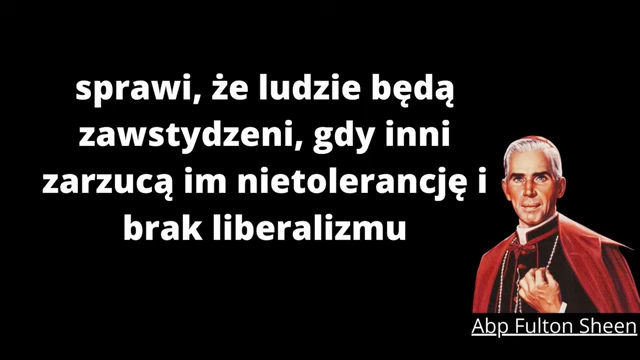 sprawi, że ludzie będą
zawstydzeni, gdy inni
zarzucą im nietolerancję i
brak liberalizmu
Abp Fulton Sheen